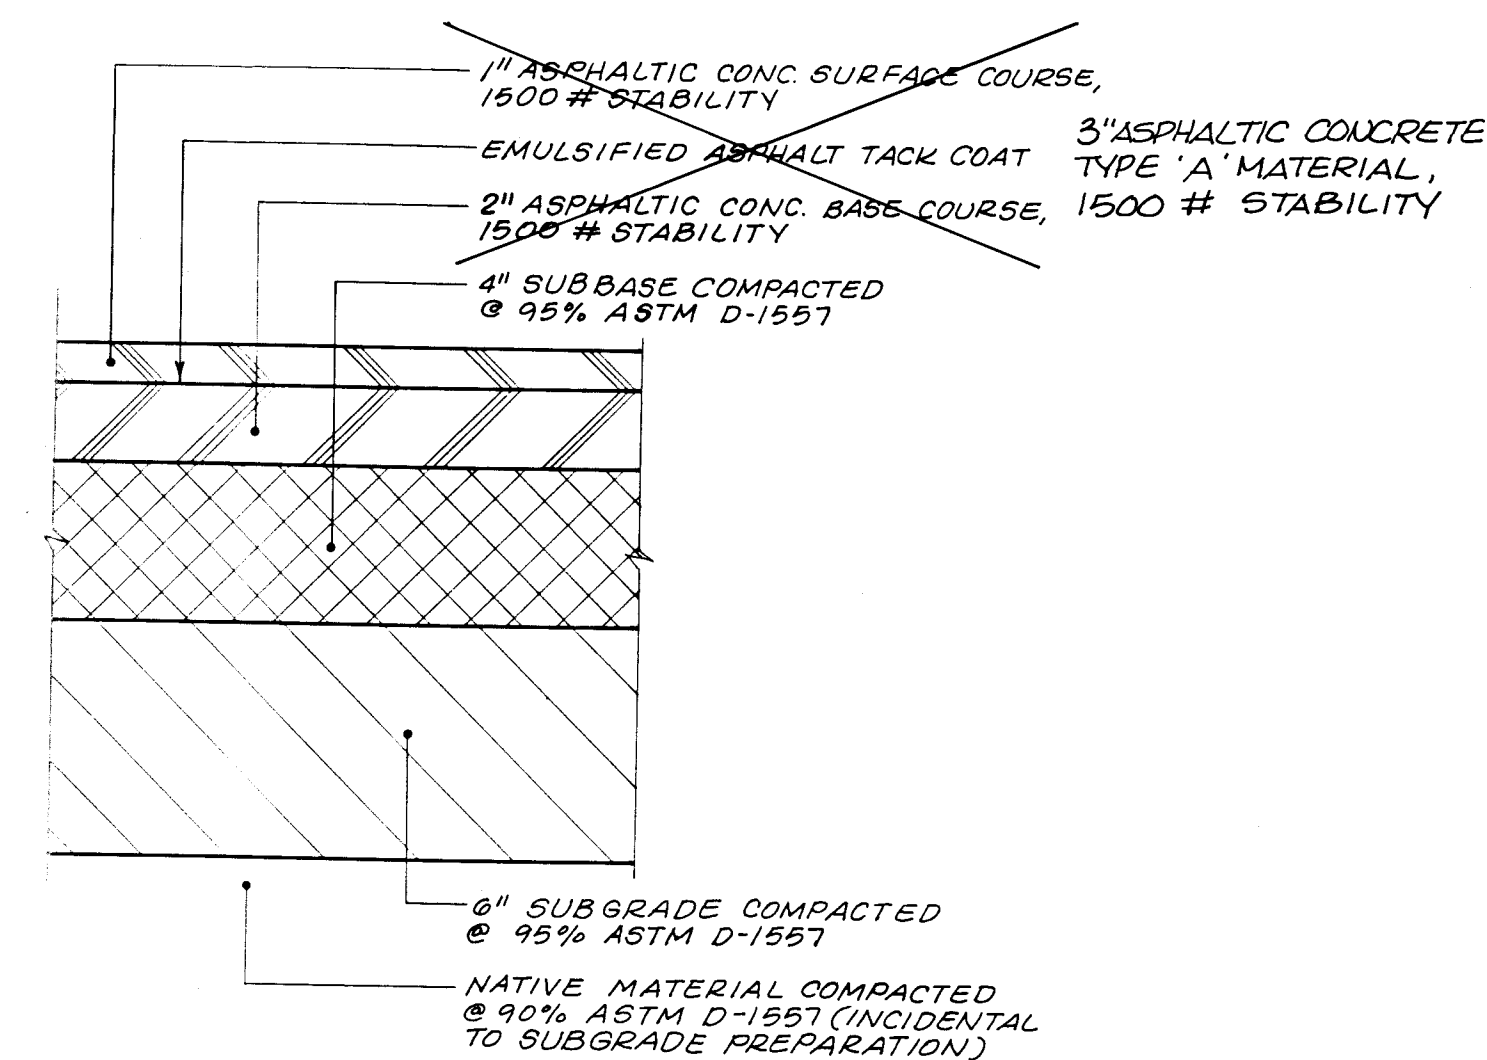 1" ASPHALTIC CONC. SURFACE COURSE,
1500 # STABILITY
EMULSIFIED ASPHALT TACK COAT
2" ASPHALTIC CONC. BASE COURSE,
1500 # STABILITY
3" ASPHALTIC CONCRETE
TYPE 'A' MATERIAL,
1500 # STABILITY
4" SUBBASE COMPACTED
@ 95% ASTM D-1557
6" SUBGRADE COMPACTED
@ 95% ASTM D-1557
NATIVE MATERIAL COMPACTED
@ 90% ASTM D-1557 (INCIDENTAL
TO SUBGRADE PREPARATION)